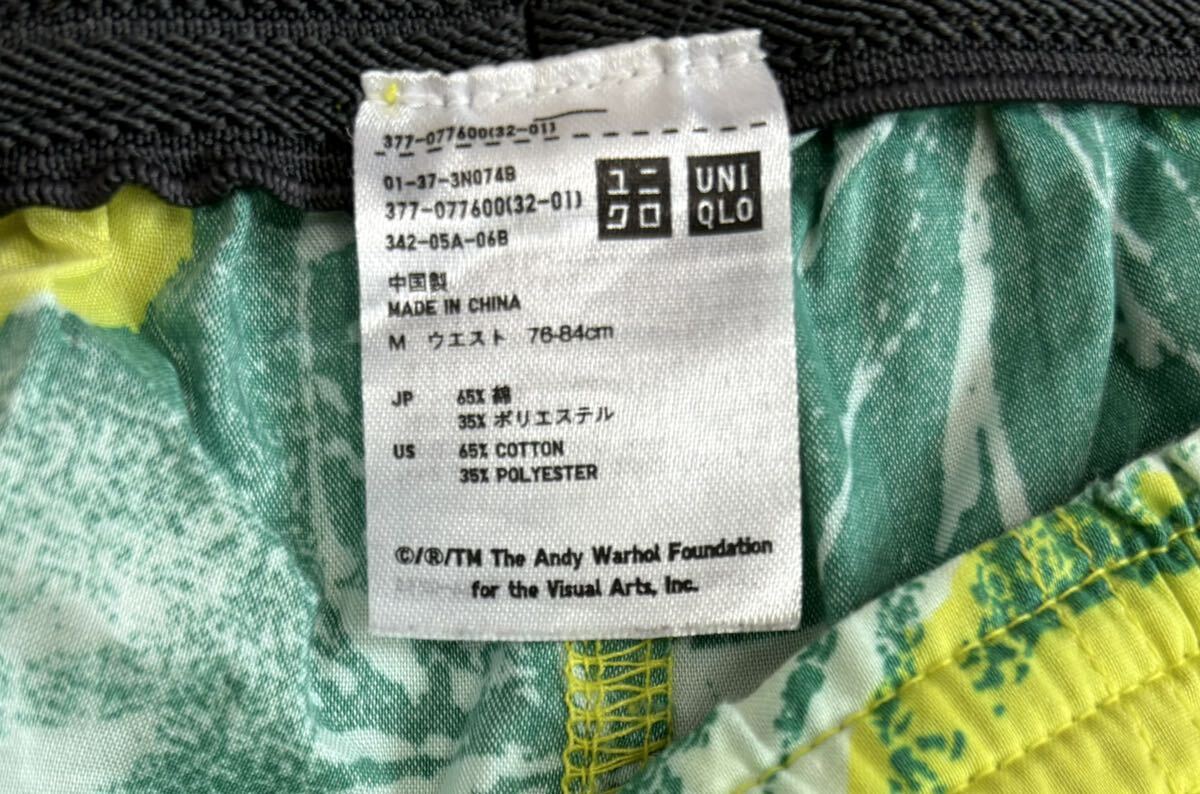 377-077600(32-01)
01-37-3N074B
377-077600(32-01)
342-05A-06B
ユニ
クロ
UNI
QLO
中国製
MADE IN CHINA
M ウエスト 76-84cm
JP 65% 綿
35% ポリエステル
US 65% COTTON
35% POLYESTER
©/®/TM The Andy Warhol Foundation
for the Visual Arts, Inc.